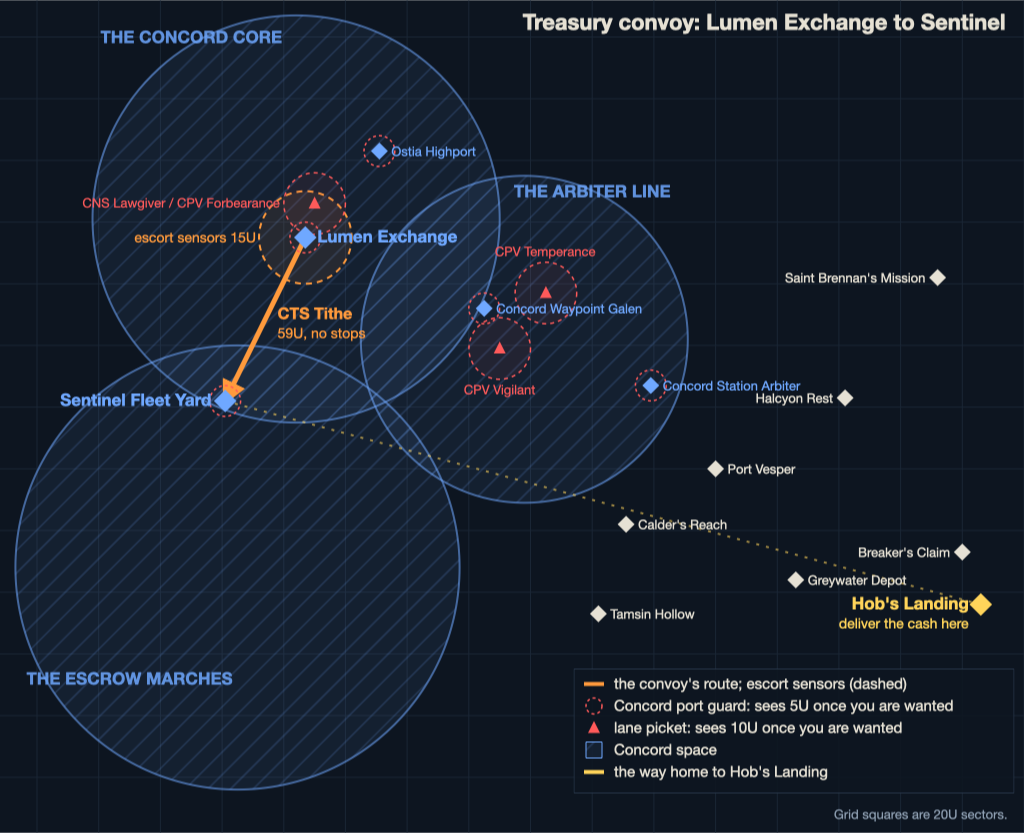 Treasury convoy: Lumen Exchange to Sentinel
THE CONCORD CORE
Ostia Highport
THE ARBITER LINE
CNS Lawgiver / CPV Forbearance
escort sensors 15U
Lumen Exchange
CPV Temperance
Saint Brennan's Mission
CTS Tithe
59U, no stops
Concord Waypoint Galen
CPV Vigilant
Concord Station Arbiter
Halcyon Rest
Sentinel Fleet Yard
Port Vesper
Calder's Reach
Breaker's Claim
Greywater Depot
Hob's Landing
deliver the cash here
Tamsin Hollow
THE ESCROW MARCHES
the convoy's route; escort sensors (dashed)
Concord port guard: sees 5U once you are wanted
lane picket: sees 10U once you are wanted
Concord space
the way home to Hob's Landing
Grid squares are 20U sectors.